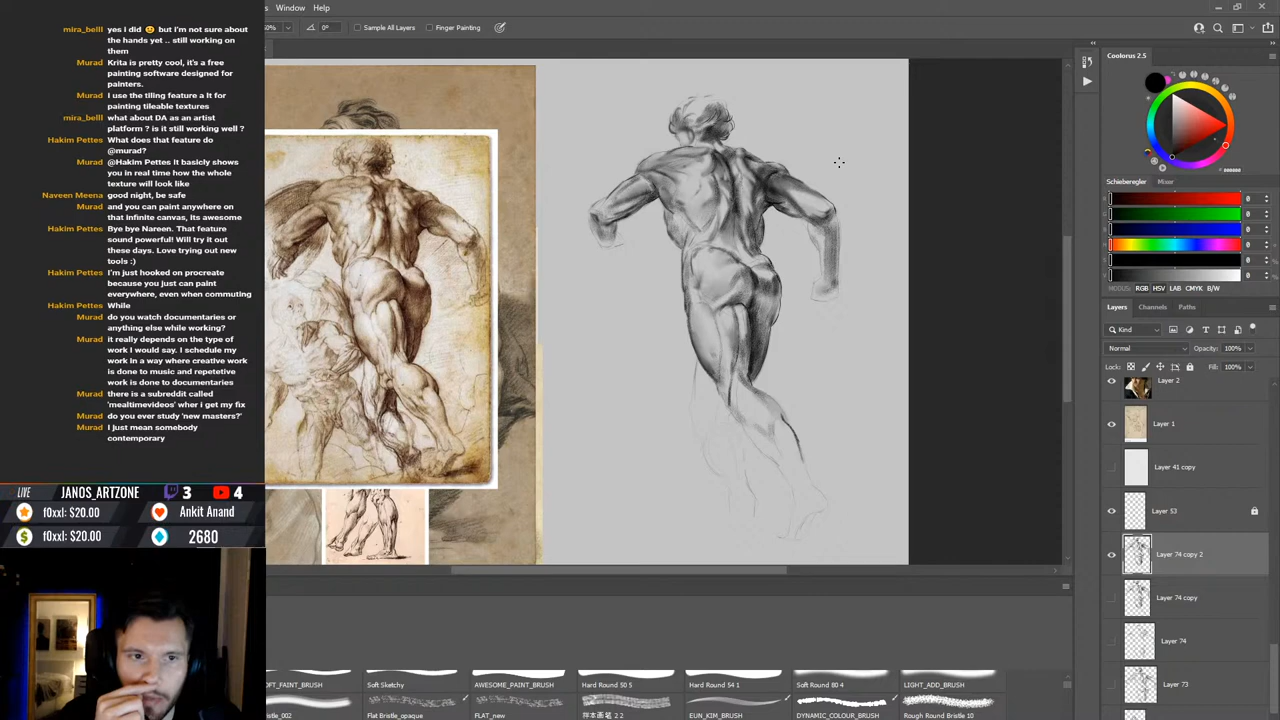 Window Help
0°
Sample All Layers
Finger Painting
mira_belll yes i did 😐 but I'm not sure about
the hands yet .. still working on
them
Murad Krita is pretty cool, it's a free
painting software designed for
painters.
Murad I use the tiling feature a lt for
painting tileable textures
mira_belll what about DA as an artist
platform ? is it still working well ?
Hakim Pettes What does that feature do
@murad?
Murad @Hakim Pettes it basicly shows
you in real time how the whole
texture will look like
Naveen Meena good night, be safe
Murad and you can paint anywhere on
that infinite canvas, its awesome
Hakim Pettes Bye bye Nareen. That feature
sound powerful! Will try it out
these days. Love trying out new
tools :)
Hakim Pettes I'm just hooked on procreate
because you just can paint
everywhere, even when commuting
Hakim Pettes While
Murad do you watch documentaries or
anything else while working?
Murad it really depends on the type of
work I would say. I schedule my
work in a way where creative work
is done to music and repetetive
work is done to documentaries
Murad there is a subreddit called
'mealtimevideos' wher i get my fix
Murad do you ever study 'new masters?'
Murad I just mean somebody
contemporary
LIVE JANOS_ARTZONE 3 4
f0xxl: $20.00 Ankit Anand
f0xxl: $20.00 2680
Coolorus 2.5
Schieberegler Mixer
R 0
G 0
B 0
H 0
S 0
V 0
MODUS: RGB HSV LAB CMYK B/W
Layers Channels Paths
Kind
Normal Opacity: 100%
Lock: Fill: 100%
Layer 2
Layer 1
Layer 41 copy
Layer 53
Layer 74 copy 2
Layer 74 copy
Layer 74
Layer 73
SOFT_FAINT_BRUSH Soft Sketchy AWESOME_PAINT_BRUSH Hard Round 50 5 Hard Round 54 1 Soft Round 80 4 LIGHT_ADD_BRUSH
Flat Bristle_opaque FLAT_new EUN_KIM_BRUSH DYNAMIC_COLOUR_BRUSH Rough Round Bristle 10